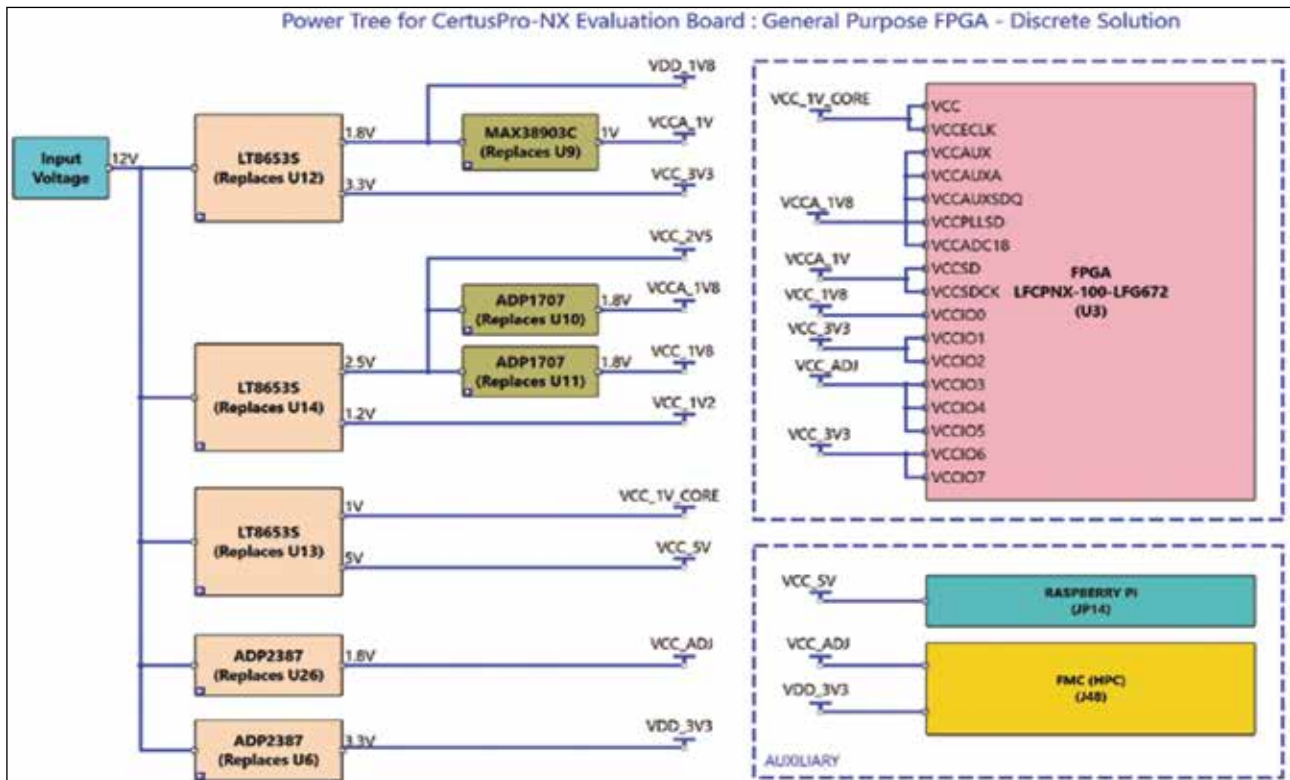 Power Tree for CertusPro-NX Evaluation Board : General Purpose FPGA - Discrete Solution
Input
Voltage
12V
LT8653S
(Replaces U12)
1.8V
3.3V
VDD_1V8
MAX38903C
(Replaces U9)
1V
VCCA_1V
VCC_3V3
LT8653S
(Replaces U14)
2.5V
1.2V
VCC_2V5
ADP1707
(Replaces U10)
1.8V
VCCA_1V8
ADP1707
(Replaces U11)
1.8V
VCC_1V8
VCC_1V2
LT8653S
(Replaces U13)
1V
5V
VCC_1V_CORE
VCC_5V
ADP2387
(Replaces U26)
1.8V
VCC_ADJ
ADP2387
(Replaces U6)
3.3V
VDD_3V3
VCC_1V_CORE
VCCA_1V8
VCCA_1V
VCC_1V8
VCC_3V3
VCC_ADJ
VCC_3V3
VCC
VCCECLK
VCCAUX
VCCAUXA
VCCAUXSDQ
VCCPLLSD
VCCADC18
VCCSD
VCCSDCK
VCCIO0
VCCIO1
VCCIO2
VCCIO3
VCCIO4
VCCIO5
VCCIO6
VCCIO7
FPGA
LFCPNX-100-LFG672
(U3)
VCC_5V
RASPBERRY PI
(JP14)
VCC_ADJ
VDD_3V3
FMC (HPC)
(J48)
AUXILIARY